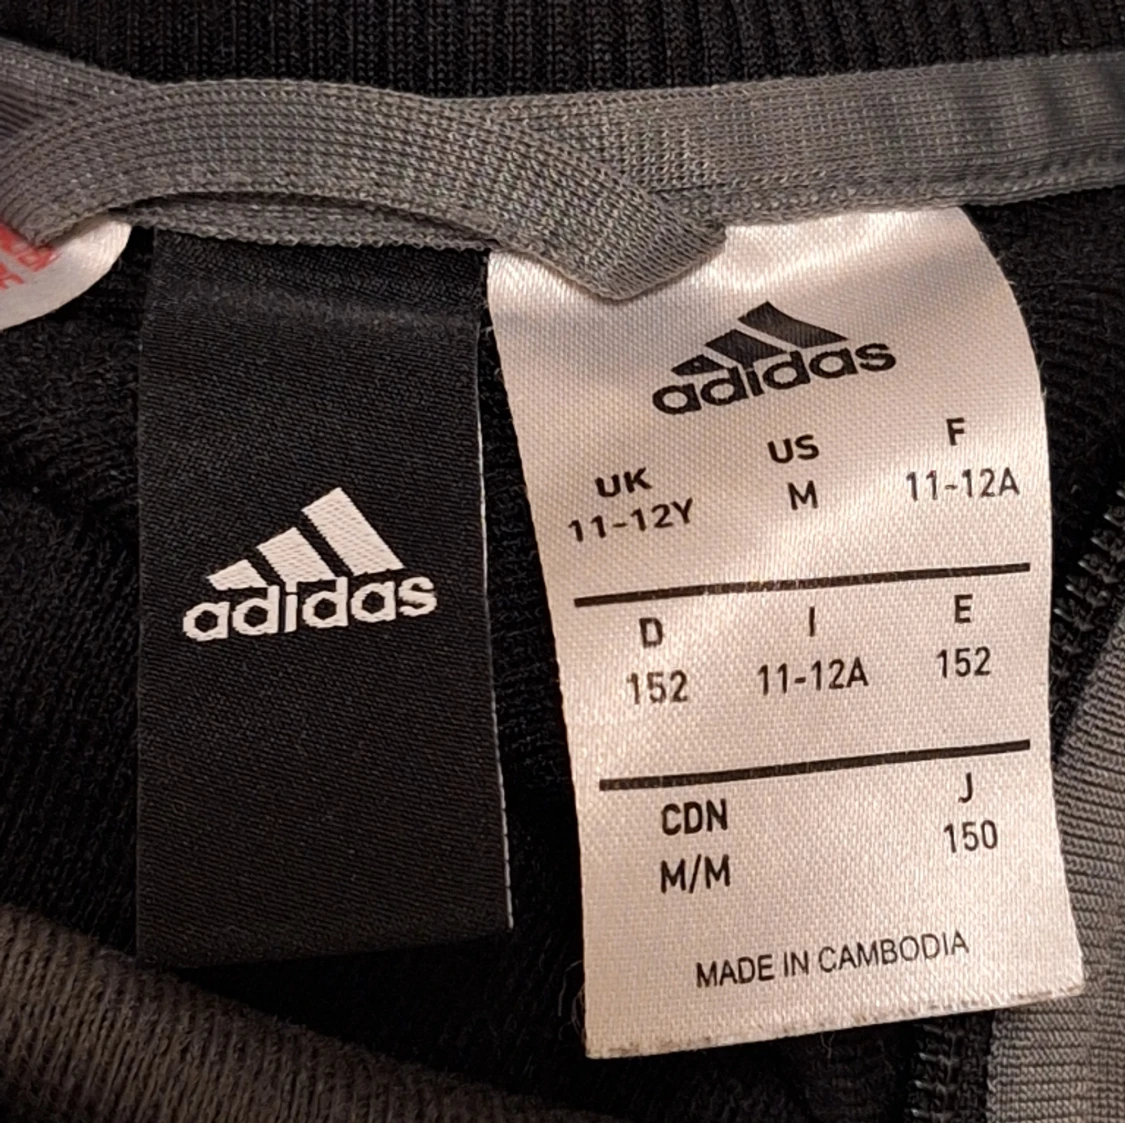 adidas
adidas
UK US F
11-12Y M 11-12A
D I E
152 11-12A 152
CDN J
M/M 150
MADE IN CAMBODIA